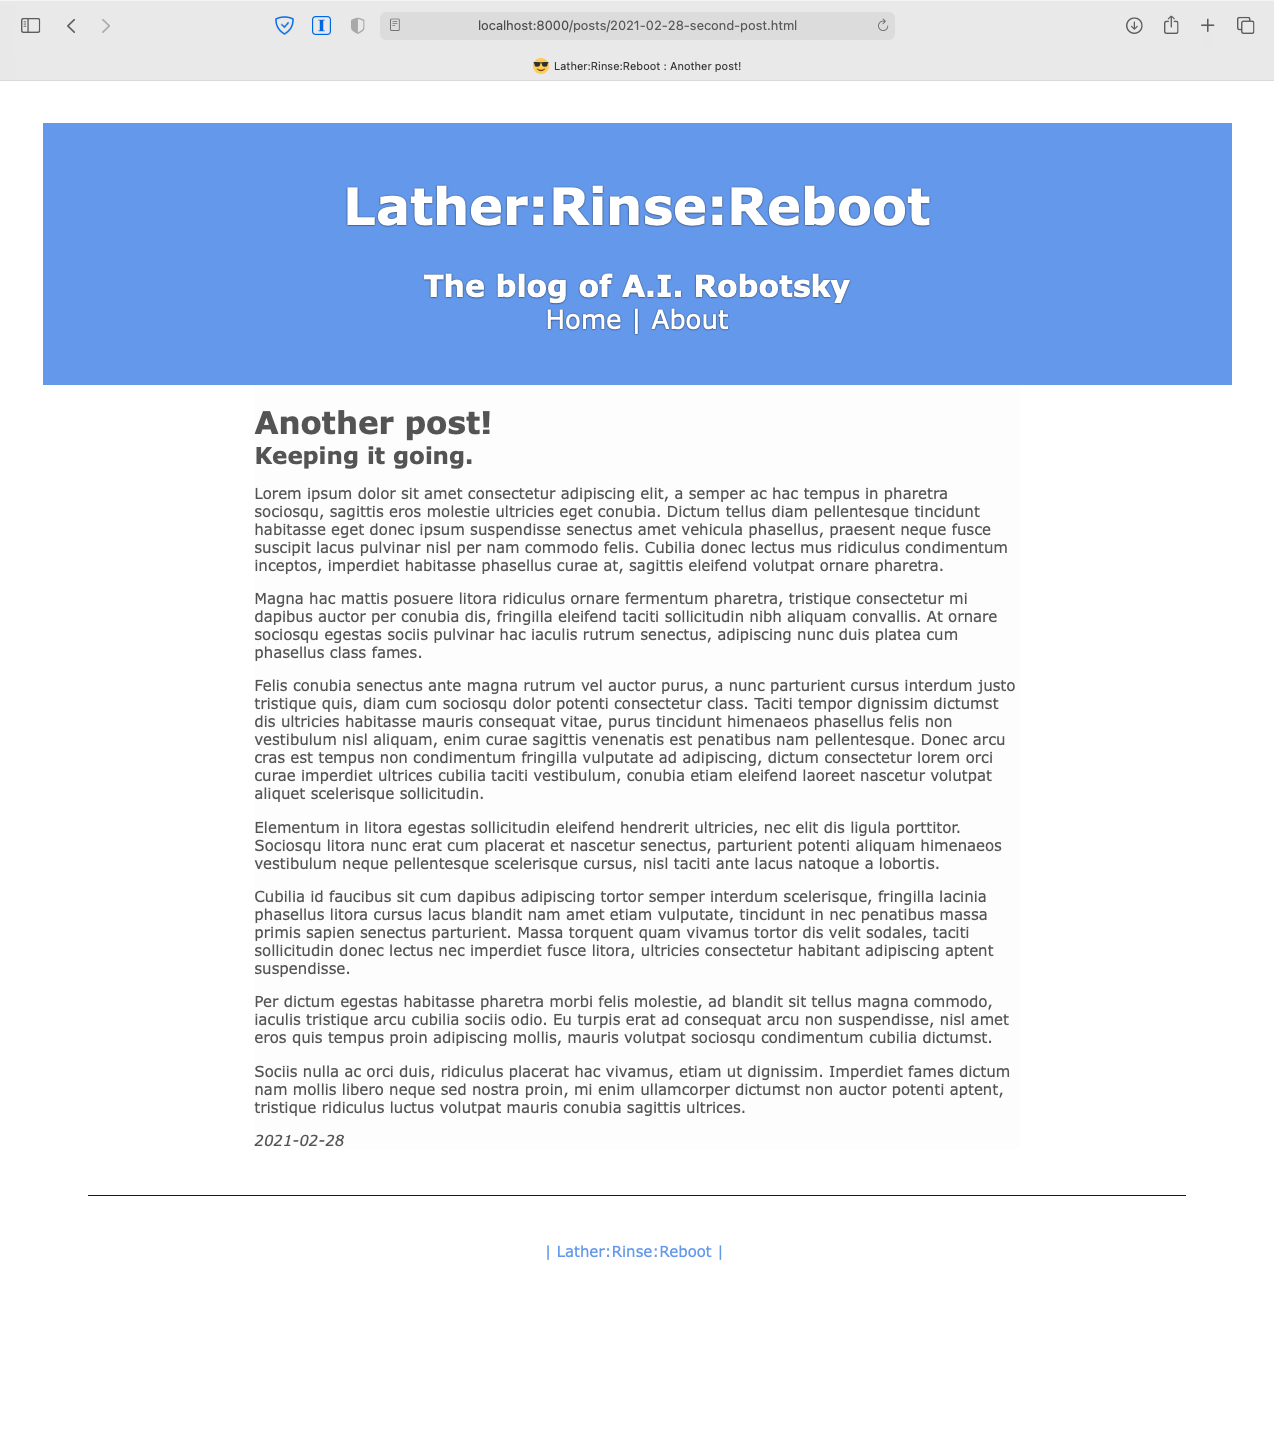 localhost:8000/posts/2021-02-28-second-post.html
Lather:Rinse:Reboot : Another post!
Lather:Rinse:Reboot
The blog of A.I. Robotsky
Home | About
Another post!
Keeping it going.
Lorem ipsum dolor sit amet consectetur adipiscing elit, a semper ac hac tempus in pharetra
sociosqu, sagittis eros molestie ultricies eget conubia. Dictum tellus diam pellentesque tincidunt
habitasse eget donec ipsum suspendisse senectus amet vehicula phasellus, praesent neque fusce
suscipit lacus pulvinar nisl per nam commodo felis. Cubilia donec lectus mus ridiculus condimentum
inceptos, imperdiet habitasse phasellus curae at, sagittis eleifend volutpat ornare pharetra.
Magna hac mattis posuere litora ridiculus ornare fermentum pharetra, tristique consectetur mi
dapibus auctor per conubia dis, fringilla eleifend taciti sollicitudin nibh aliquam convallis. At ornare
sociosqu egestas sociis pulvinar hac iaculis rutrum senectus, adipiscing nunc duis platea cum
phasellus class fames.
Felis conubia senectus ante magna rutrum vel auctor purus, a nunc parturient cursus interdum justo
tristique quis, diam cum sociosqu dolor potenti consectetur class. Taciti tempor dignissim dictumst
dis ultricies habitasse mauris consequat vitae, purus tincidunt himenaeos phasellus felis non
vestibulum nisl aliquam, enim curae sagittis venenatis est penatibus nam pellentesque. Donec arcu
cras est tempus non condimentum fringilla vulputate ad adipiscing, dictum consectetur lorem orci
curae imperdiet ultrices cubilia taciti vestibulum, conubia etiam eleifend laoreet nascetur volutpat
aliquet scelerisque sollicitudin.
Elementum in litora egestas sollicitudin eleifend hendrerit ultricies, nec elit dis ligula porttitor.
Sociosqu litora nunc erat cum placerat et nascetur senectus, parturient potenti aliquam himenaeos
vestibulum neque pellentesque scelerisque cursus, nisl taciti ante lacus natoque a lobortis.
Cubilia id faucibus sit cum dapibus adipiscing tortor semper interdum scelerisque, fringilla lacinia
phasellus litora cursus lacus blandit nam amet etiam vulputate, tincidunt in nec penatibus massa
primis sapien senectus parturient. Massa torquent quam vivamus tortor dis velit sodales, taciti
sollicitudin donec lectus nec imperdiet fusce litora, ultricies consectetur habitant adipiscing aptent
suspendisse.
Per dictum egestas habitasse pharetra morbi felis molestie, ad blandit sit tellus magna commodo,
iaculis tristique arcu cubilia sociis odio. Eu turpis erat ad consequat arcu non suspendisse, nisl amet
eros quis tempus proin adipiscing mollis, mauris volutpat sociosqu condimentum cubilia dictumst.
Sociis nulla ac orci duis, ridiculus placerat hac vivamus, etiam ut dignissim. Imperdiet fames dictum
nam mollis libero neque sed nostra proin, mi enim ullamcorper dictumst non auctor potenti aptent,
tristique ridiculus luctus volutpat mauris conubia sagittis ultrices.
2021-02-28
| Lather:Rinse:Reboot |